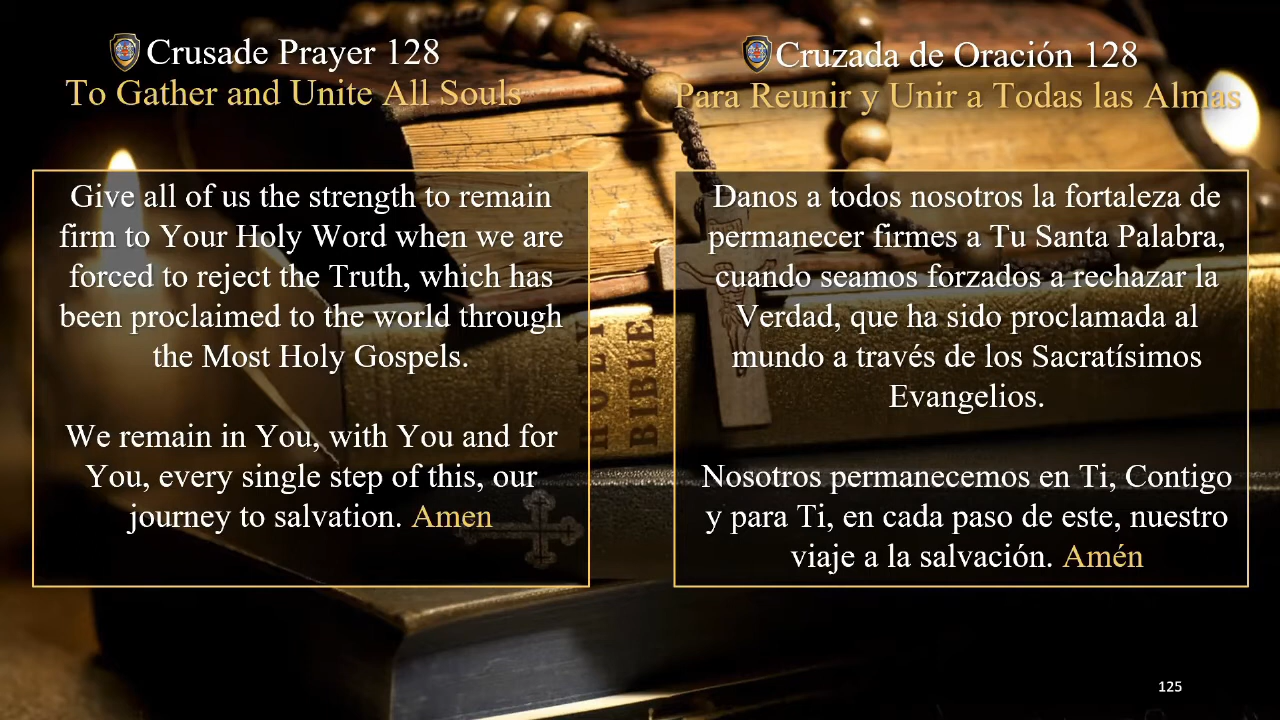 Crusade Prayer 128
To Gather and Unite All Souls
Give all of us the strength to remain
firm to Your Holy Word when we are
forced to reject the Truth, which has
been proclaimed to the world through
the Most Holy Gospels.
We remain in You, with You and for
You, every single step of this, our
journey to salvation. Amen
Cruzada de Oración 128
Para Reunir y Unir a Todas las Almas
Danos a todos nosotros la fortaleza de
permanecer firmes a Tu Santa Palabra,
cuando seamos forzados a rechazar la
Verdad, que ha sido proclamada al
mundo a través de los Sacratísimos
Evangelios.
Nosotros permanecemos en Ti, Contigo
y para Ti, en cada paso de este, nuestro
viaje a la salvación. Amén
HOLY
BIBLE
125